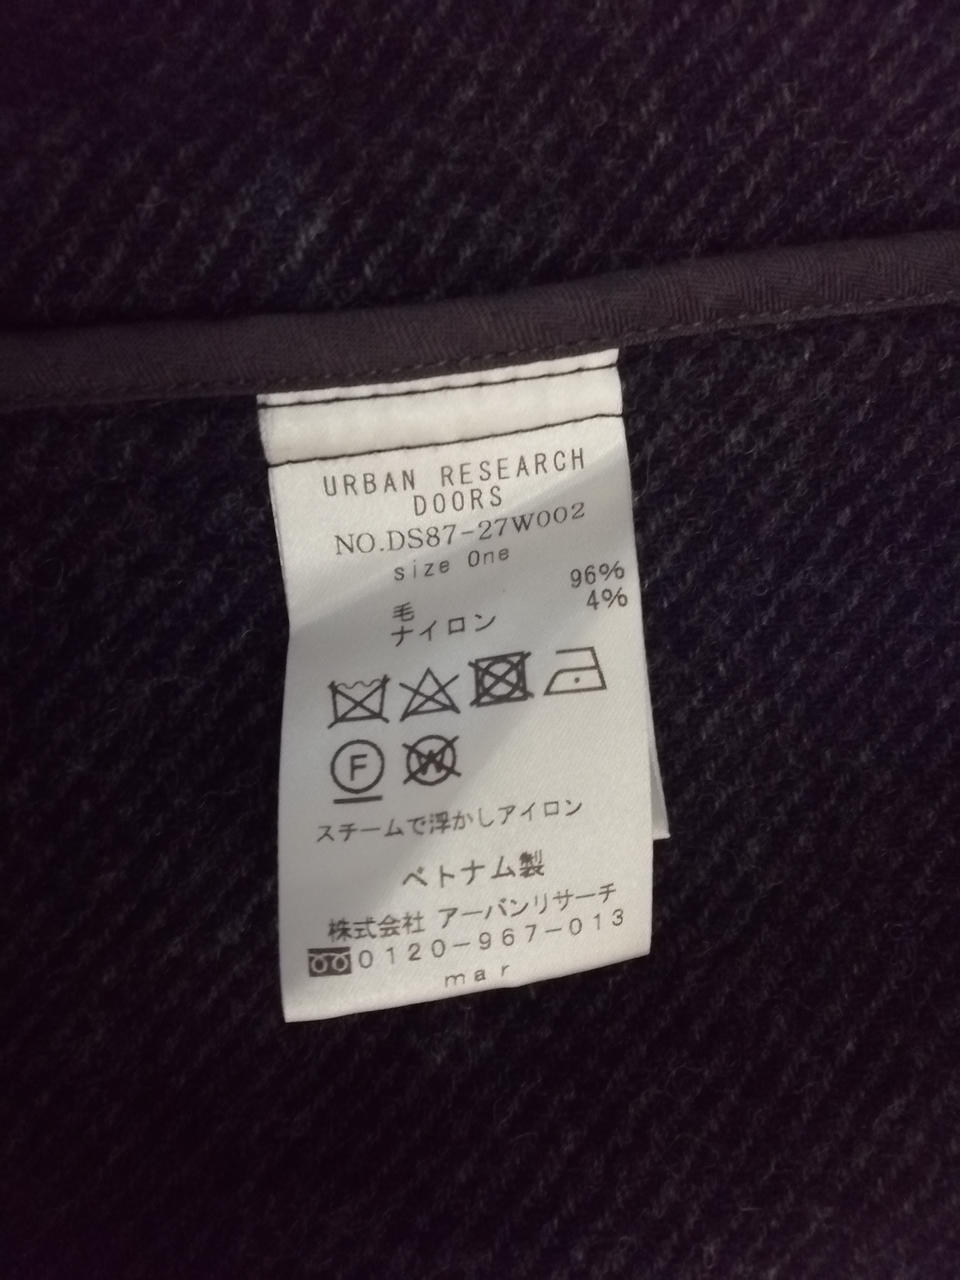 URBAN RESEARCH
DOORS
NO.DS87-27W002
size One
毛 96%
ナイロン 4%
F
W
スチームで浮かしアイロン
ベトナム製
株式会社 アーバンリサーチ
0120-967-013
mar